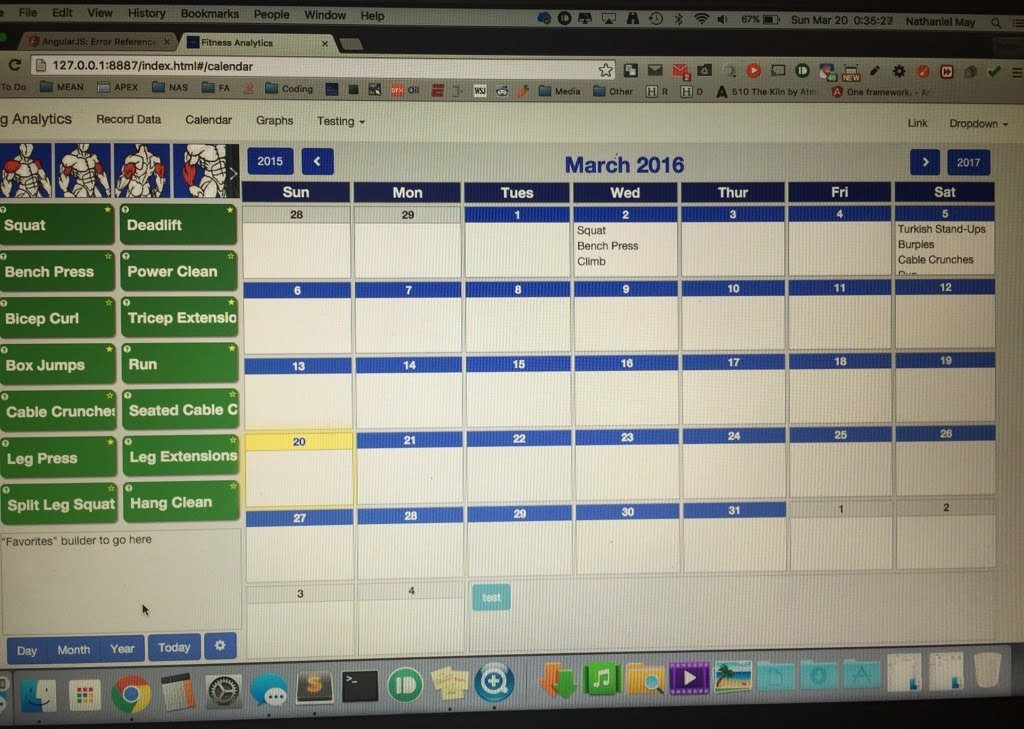 File Edit View History Bookmarks People Window Help 67% Sun Mar 20 0:35:27 Nathaniel May
AngularJS: Error Reference Fitness Analytics
127.0.0.1:8887/index.html#/calendar
To Do MEAN APEX NAS FA Coding Oil WSJ Media Other R D 510 The Kiln by Atm One framework. - A
g Analytics Record Data Calendar Graphs Testing Link Dropdown
2015 < March 2016 > 2017
Sun Mon Tues Wed Thur Fri Sat
28 29 1 2 3 4 5
Squat
Bench Press
Climb
Turkish Stand-Ups
Burpies
Cable Crunches
6 7 8 9 10 11 12
13 14 15 16 17 18 19
20 21 22 23 24 25 26
27 28 29 30 31 1 2
3 4
test
Squat Deadlift
Bench Press Power Clean
Bicep Curl Tricep Extensio
Box Jumps Run
Cable Crunches Seated Cable C
Leg Press Leg Extensions
Split Leg Squat Hang Clean
"Favorites" builder to go here
Day Month Year Today